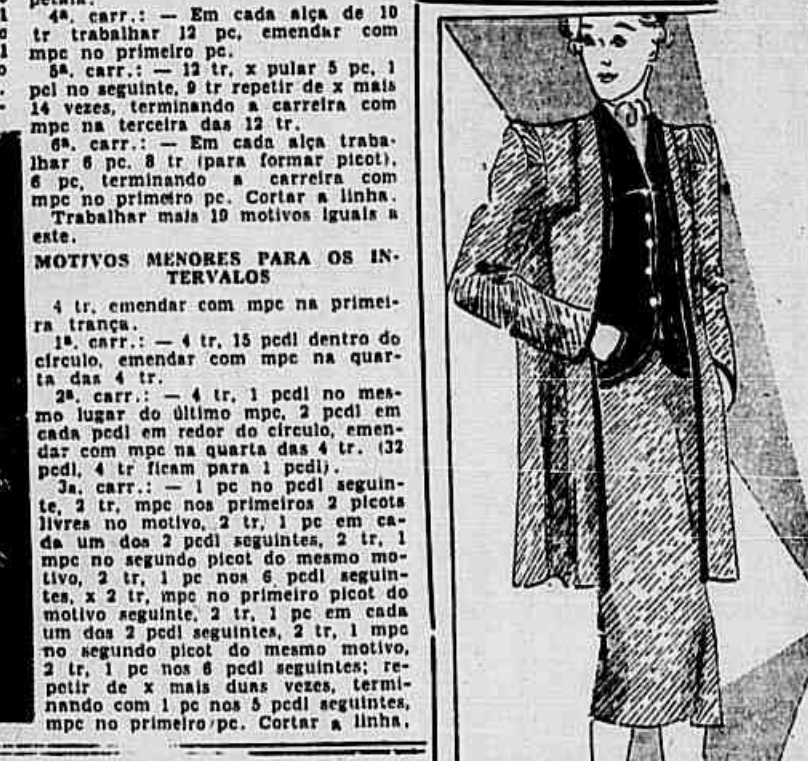 4ª. carr.: — Em cada alça de 10
tr trabalhar 12 pc, emendar com
mpc no primeiro pc.
5ª. carr.: — 12 tr, x pular 5 pc, 1
pcl no seguinte, 9 tr repetir de x mais
14 vezes, terminando a carreira com
mpc na terceira das 12 tr.
6ª. carr.: — Em cada alça traba-
lhar 6 pc. 8 tr (para formar picot),
6 pc, terminando a carreira com
mpc no primeiro pc. Cortar a linha.
Trabalhar mais 19 motivos iguais a
este.
MOTIVOS MENORES PARA OS IN-
TERVALOS
4 tr, emendar com mpc na primei-
ra trança.
1ª. carr.: — 4 tr, 15 pcdl dentro do
círculo, emendar com mpc na quar-
ta das 4 tr.
2ª. carr.: — 4 tr, 1 pcdl no mes-
mo lugar do último mpc, 2 pcdl em
cada pcdl em redor do círculo, emen-
dar com mpc na quarta das 4 tr. (32
pcdl, 4 tr ficam para 1 pcdl).
3a. carr.: — 1 pc no pcdl seguin-
te, 2 tr, mpc nos primeiros 2 picots
livres no motivo, 2 tr, 1 pc em ca-
da um dos 2 pcdl seguintes, 2 tr, 1
mpc no segundo picot do mesmo mo-
tivo, 2 tr, 1 pc nos 6 pcdl seguin-
tes, x 2 tr, mpc no primeiro picot do
motivo seguinte, 2 tr, 1 pc em cada
um dos 2 pcdl seguintes, 2 tr, 1 mpc
no segundo picot do mesmo motivo,
2 tr, 1 pc nos 6 pcdl seguintes; re-
petir de x mais duas vezes, termi-
nando com 1 pc nos 5 pcdl seguintes,
mpc no primeiro pc. Cortar a linha.